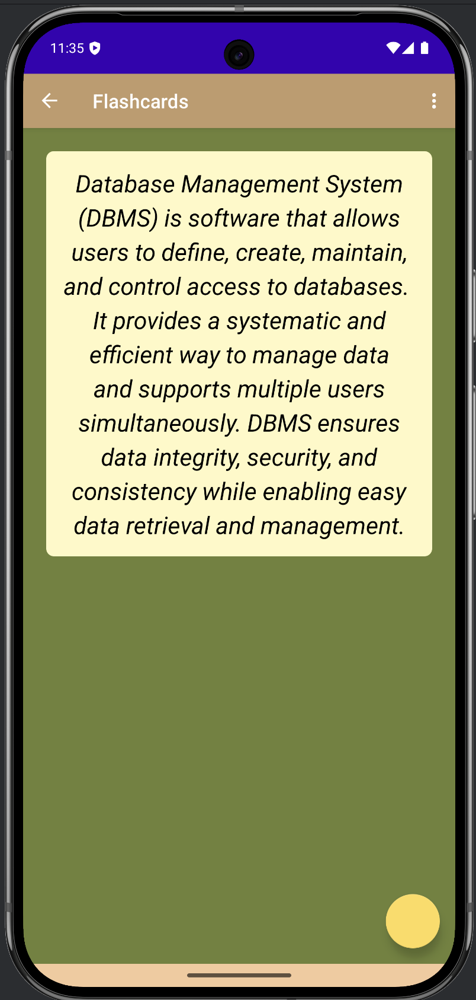 11:35
Flashcards
Database Management System
(DBMS) is software that allows
users to define, create, maintain,
and control access to databases.
It provides a systematic and
efficient way to manage data
and supports multiple users
simultaneously. DBMS ensures
data integrity, security, and
consistency while enabling easy
data retrieval and management.